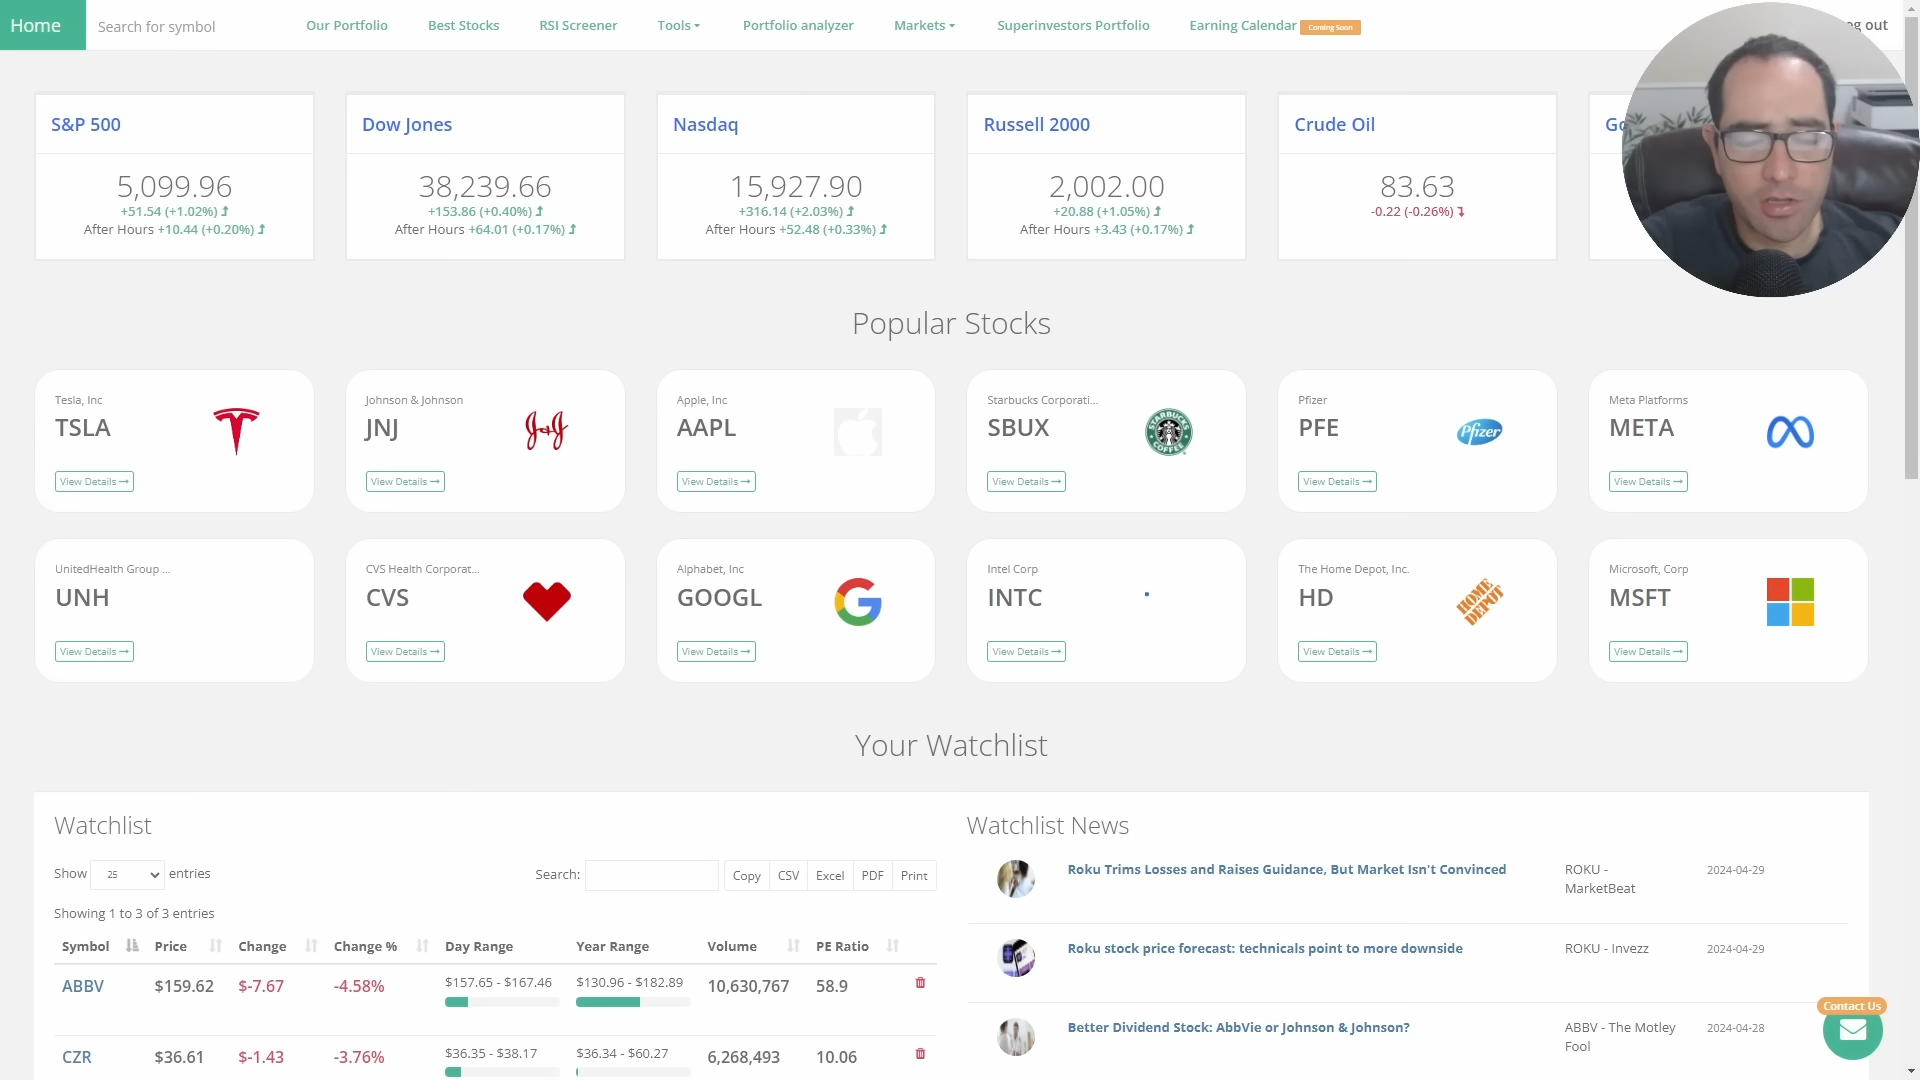 Home
Search for symbol
Our Portfolio
Best Stocks
RSI Screener
Tools
Portfolio analyzer
Markets
Superinvestors Portfolio
Earning Calendar
Coming Soon
out
S&P 500
5,099.96
+51.54 (+1.02%)
After Hours +10.44 (+0.20%)
Dow Jones
38,239.66
+153.86 (+0.40%)
After Hours +64.01 (+0.17%)
Nasdaq
15,927.90
+316.14 (+2.03%)
After Hours +52.48 (+0.33%)
Russell 2000
2,002.00
+20.88 (+1.05%)
After Hours +3.43 (+0.17%)
Crude Oil
83.63
-0.22 (-0.26%)
Popular Stocks
Tesla, Inc
TSLA
View Details
Johnson & Johnson
JNJ
J&J
View Details
Apple, Inc
AAPL
View Details
Starbucks Corporati...
SBUX
STARBUCKS
COFFEE
View Details
Pfizer
PFE
Pfizer
View Details
Meta Platforms
META
View Details
UnitedHealth Group ...
UNH
View Details
CVS Health Corporat...
CVS
View Details
Alphabet, Inc
GOOGL
View Details
Intel Corp
INTC
View Details
The Home Depot, Inc.
HD
HOME
DEPOT
View Details
Microsoft, Corp
MSFT
View Details
Your Watchlist
Watchlist
Show 25 entries
Search:
Copy CSV Excel PDF Print
Showing 1 to 3 of 3 entries
Symbol Price Change Change % Day Range Year Range Volume PE Ratio
ABBV $159.62 $-7.67 -4.58% $157.65 - $167.46 $130.96 - $182.89 10,630,767 58.9
CZR $36.61 $-1.43 -3.76% $36.35 - $38.17 $36.34 - $60.27 6,268,493 10.06
Watchlist News
Roku Trims Losses and Raises Guidance, But Market Isn't Convinced
ROKU -
MarketBeat
2024-04-29
Roku stock price forecast: technicals point to more downside
ROKU - Invezz
2024-04-29
Better Dividend Stock: AbbVie or Johnson & Johnson?
ABBV - The Motley
Fool
2024-04-28
Contact Us